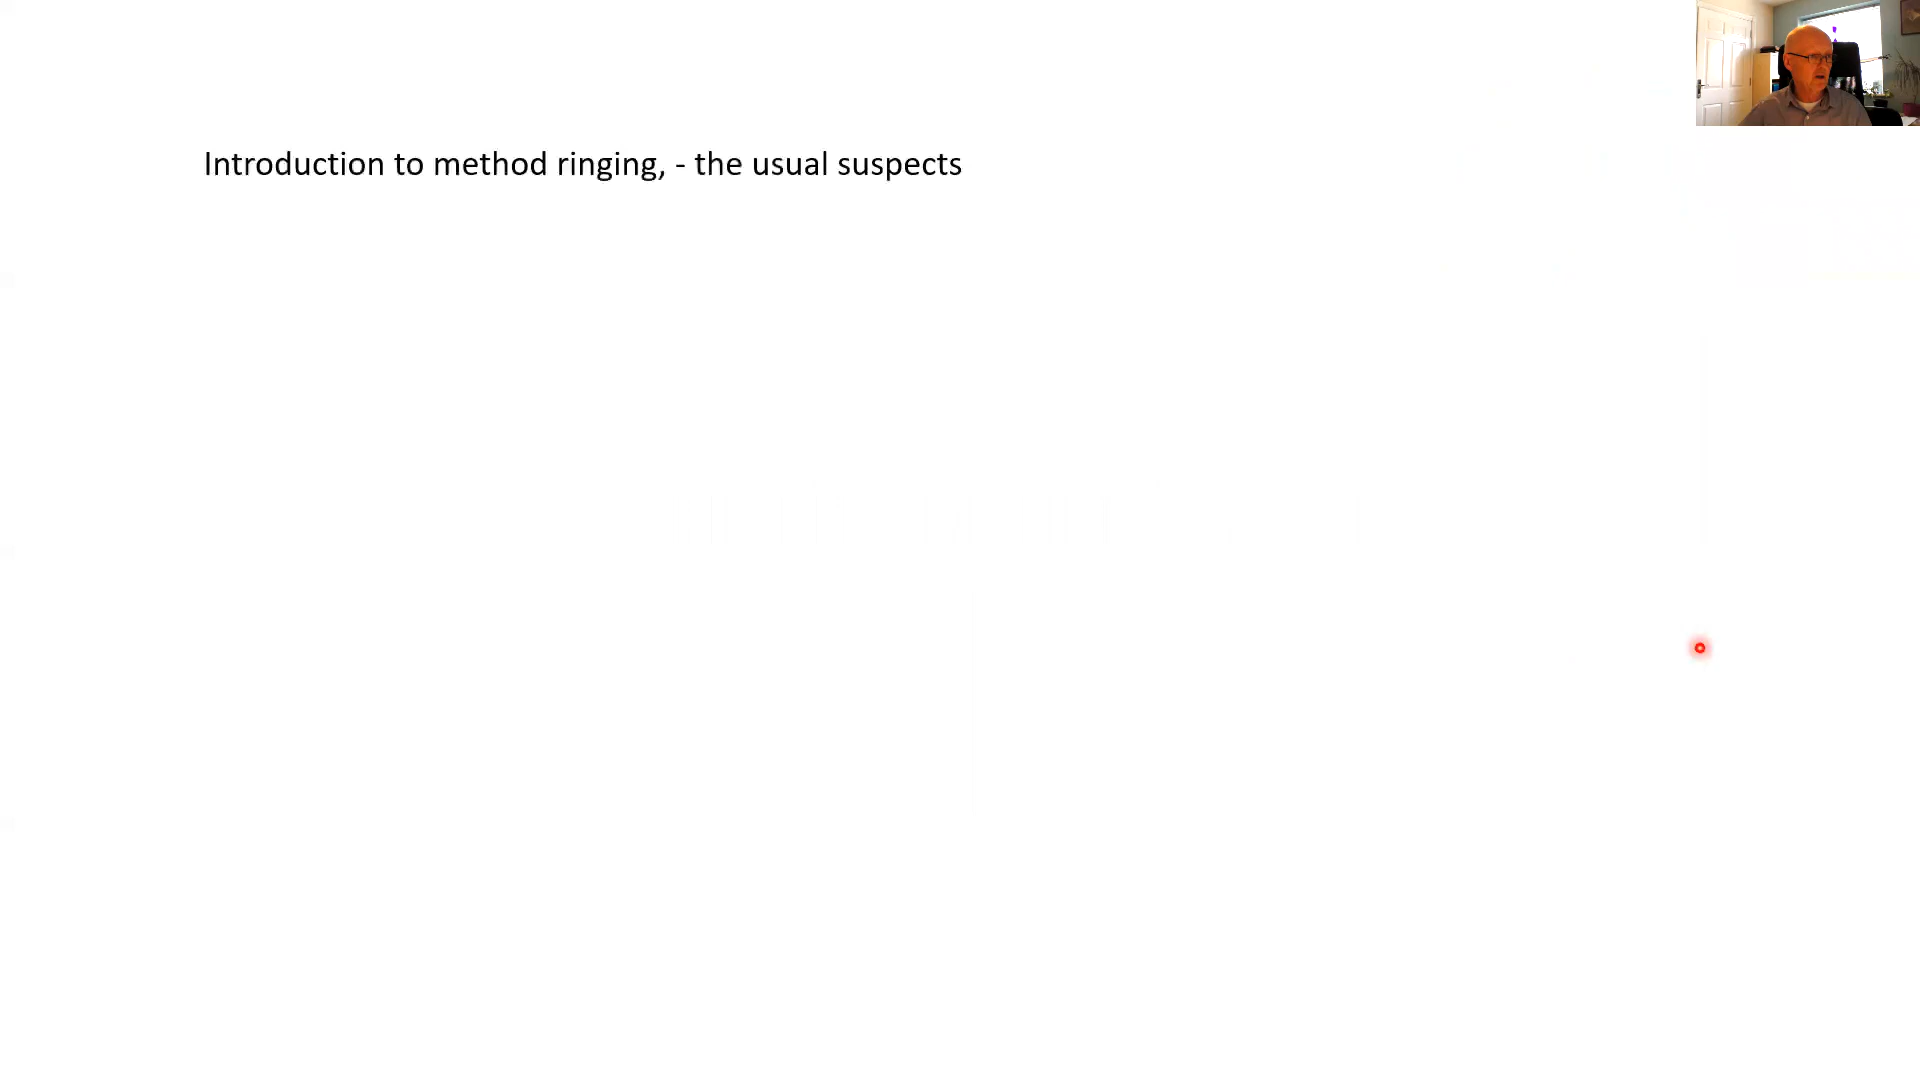 Introduction to method ringing, - the usual suspects